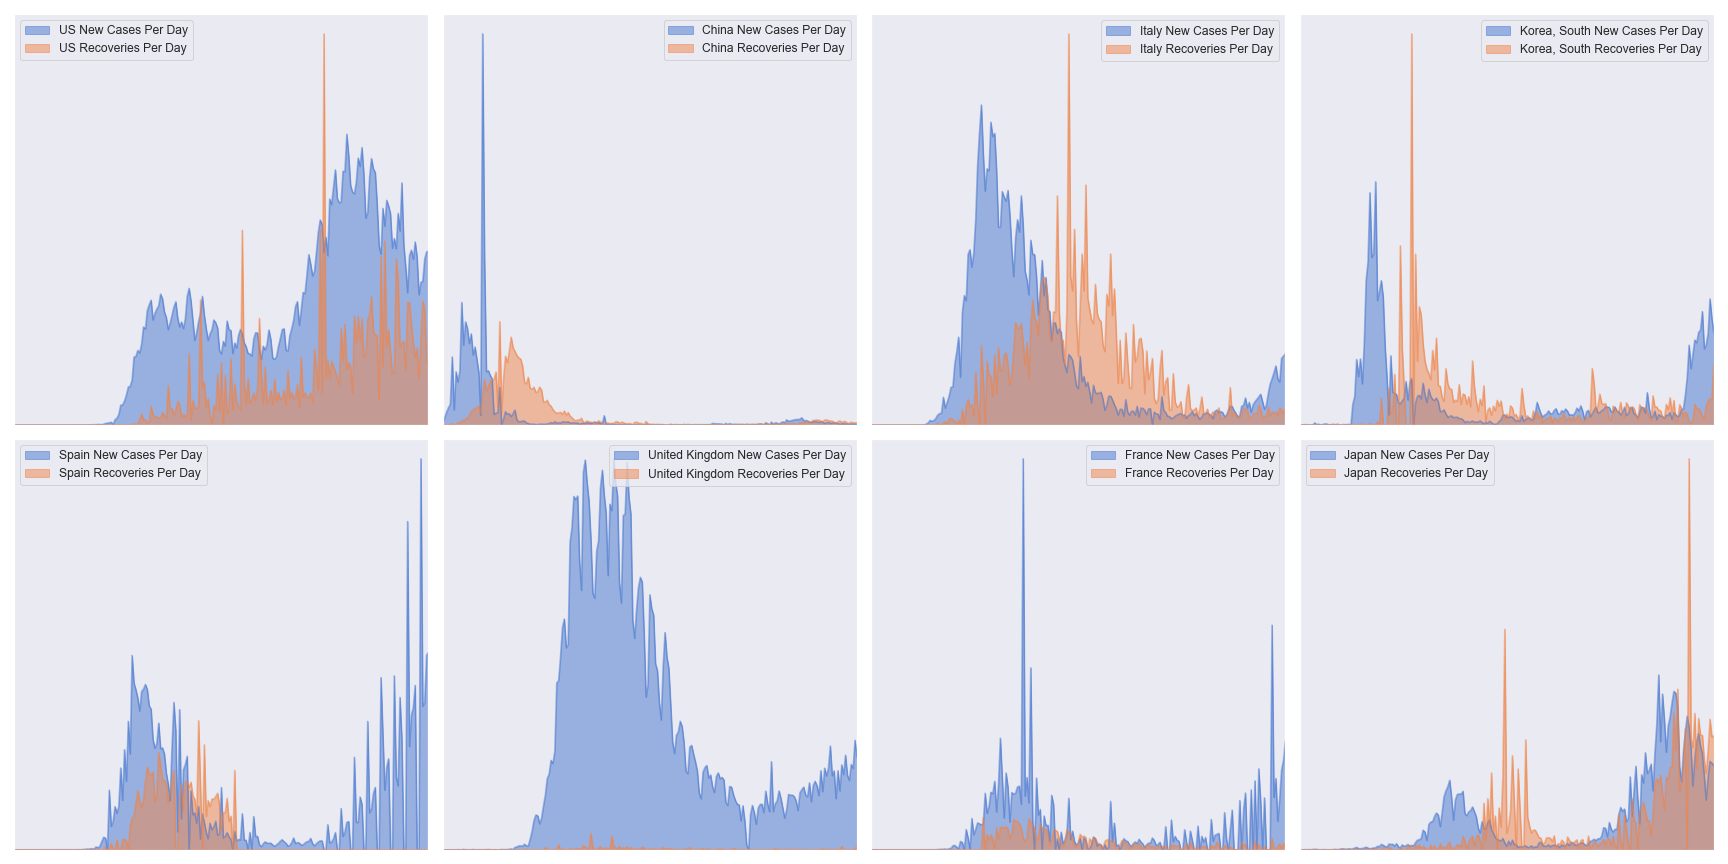 US New Cases Per Day
US Recoveries Per Day
China New Cases Per Day
China Recoveries Per Day
Italy New Cases Per Day
Italy Recoveries Per Day
Korea, South New Cases Per Day
Korea, South Recoveries Per Day
Spain New Cases Per Day
Spain Recoveries Per Day
United Kingdom New Cases Per Day
United Kingdom Recoveries Per Day
France New Cases Per Day
France Recoveries Per Day
Japan New Cases Per Day
Japan Recoveries Per Day